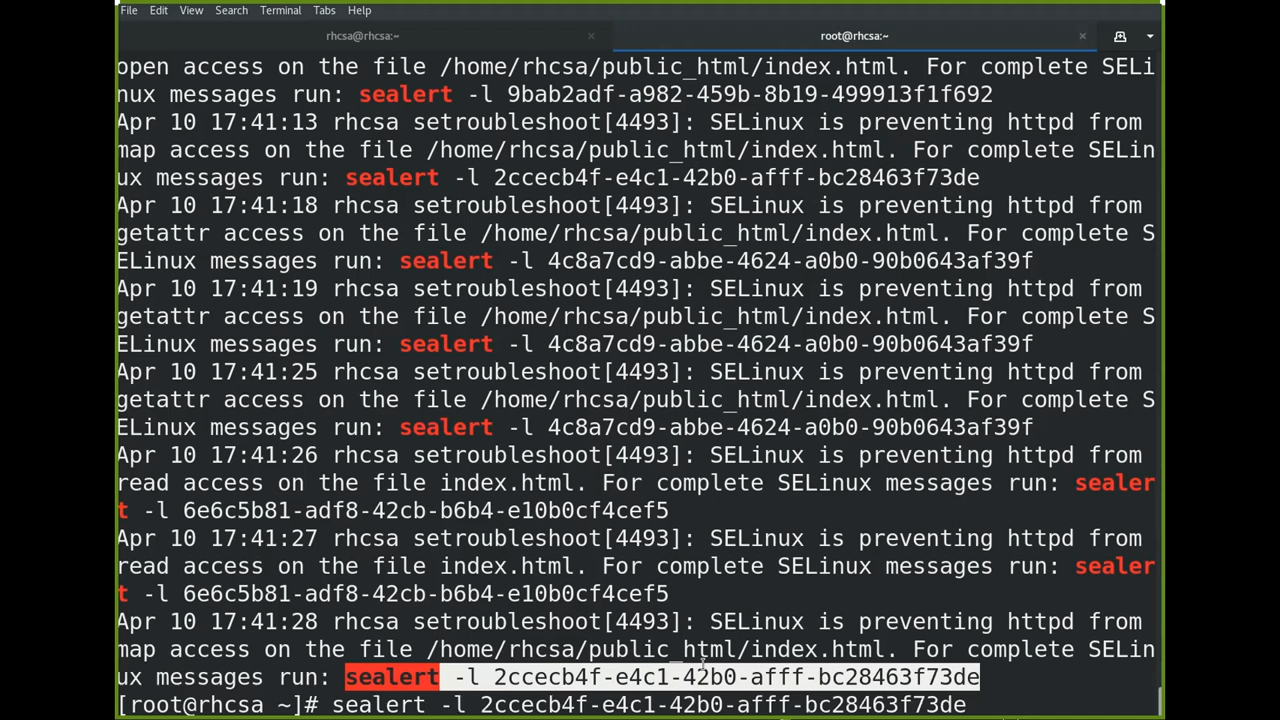 File Edit View Search Terminal Tabs Help
rhcsa@rhcsa:~ × root@rhcsa:~ ×
open access on the file /home/rhcsa/public_html/index.html. For complete SELi
nux messages run: sealert -l 9bab2adf-a982-459b-8b19-499913f1f692
Apr 10 17:41:13 rhcsa setroubleshoot[4493]: SELinux is preventing httpd from
map access on the file /home/rhcsa/public_html/index.html. For complete SELin
ux messages run: sealert -l 2ccecb4f-e4c1-42b0-afff-bc28463f73de
Apr 10 17:41:18 rhcsa setroubleshoot[4493]: SELinux is preventing httpd from
getattr access on the file /home/rhcsa/public_html/index.html. For complete S
ELinux messages run: sealert -l 4c8a7cd9-abbe-4624-a0b0-90b0643af39f
Apr 10 17:41:19 rhcsa setroubleshoot[4493]: SELinux is preventing httpd from
getattr access on the file /home/rhcsa/public_html/index.html. For complete S
ELinux messages run: sealert -l 4c8a7cd9-abbe-4624-a0b0-90b0643af39f
Apr 10 17:41:25 rhcsa setroubleshoot[4493]: SELinux is preventing httpd from
getattr access on the file /home/rhcsa/public_html/index.html. For complete S
ELinux messages run: sealert -l 4c8a7cd9-abbe-4624-a0b0-90b0643af39f
Apr 10 17:41:26 rhcsa setroubleshoot[4493]: SELinux is preventing httpd from
read access on the file index.html. For complete SELinux messages run: sealer
t -l 6e6c5b81-adf8-42cb-b6b4-e10b0cf4cef5
Apr 10 17:41:27 rhcsa setroubleshoot[4493]: SELinux is preventing httpd from
read access on the file index.html. For complete SELinux messages run: sealer
t -l 6e6c5b81-adf8-42cb-b6b4-e10b0cf4cef5
Apr 10 17:41:28 rhcsa setroubleshoot[4493]: SELinux is preventing httpd from
map access on the file /home/rhcsa/public_html/index.html. For complete SELin
ux messages run: sealert -l 2ccecb4f-e4c1-42b0-afff-bc28463f73de
[root@rhcsa ~]# sealert -l 2ccecb4f-e4c1-42b0-afff-bc28463f73de